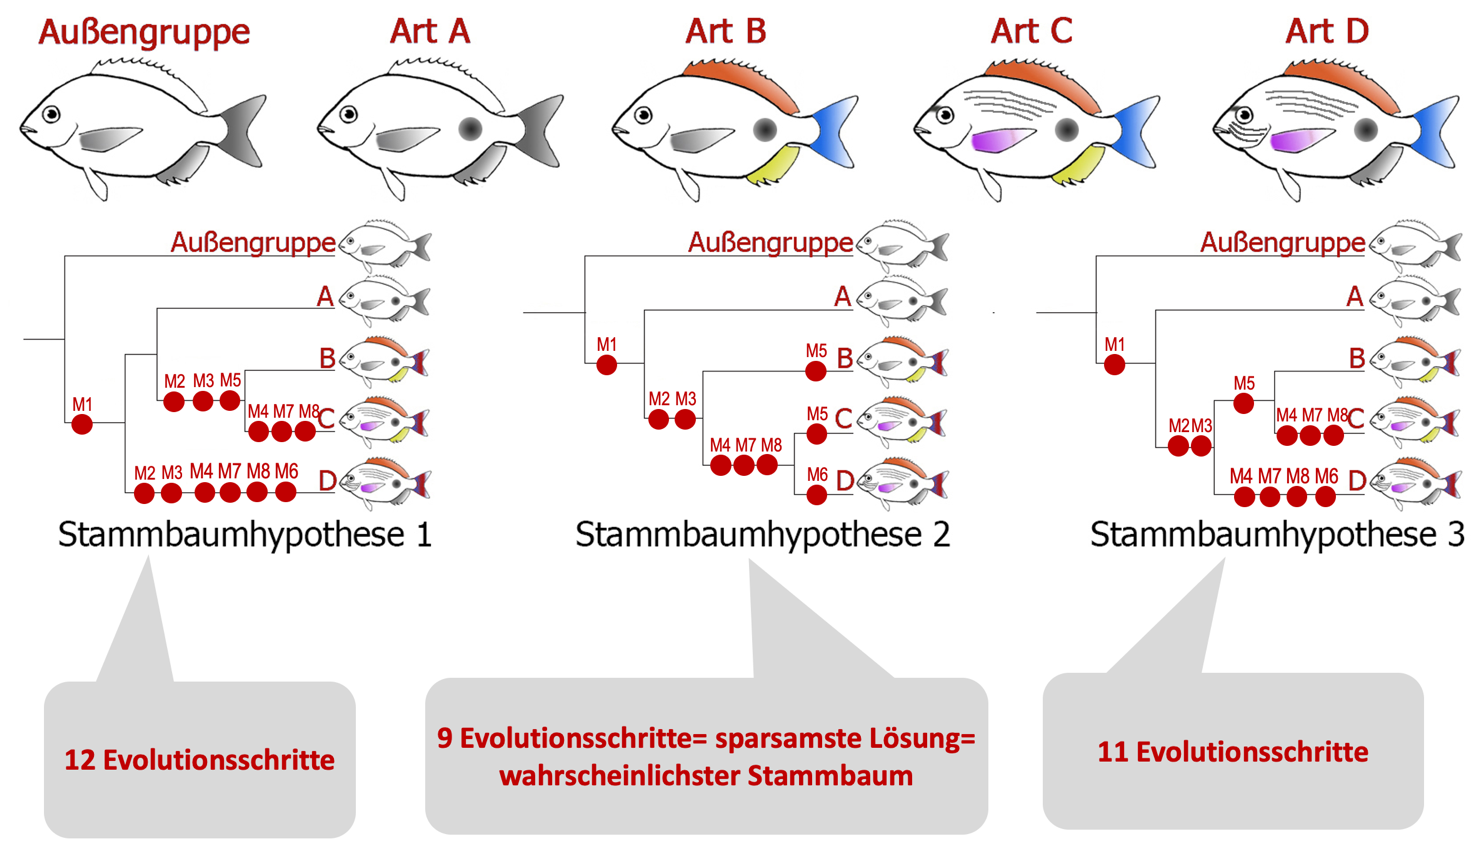 Außengruppe
Art A
Art B
Art C
Art D
Außengruppe
A
B
C
D
M1
M2 M3 M5
M4 M7 M8
M2 M3 M4 M7 M8 M6
Stammbaumhypothese 1
Außengruppe
A
B
C
D
M1
M5
M2 M3
M5
M4 M7 M8
M6
Stammbaumhypothese 2
Außengruppe
A
B
C
D
M1
M5
M2 M3
M4 M7 M8
M4 M7 M8 M6
Stammbaumhypothese 3
12 Evolutionsschritte
9 Evolutionsschritte= sparsamste Lösung=
wahrscheinlichster Stammbaum
11 Evolutionsschritte